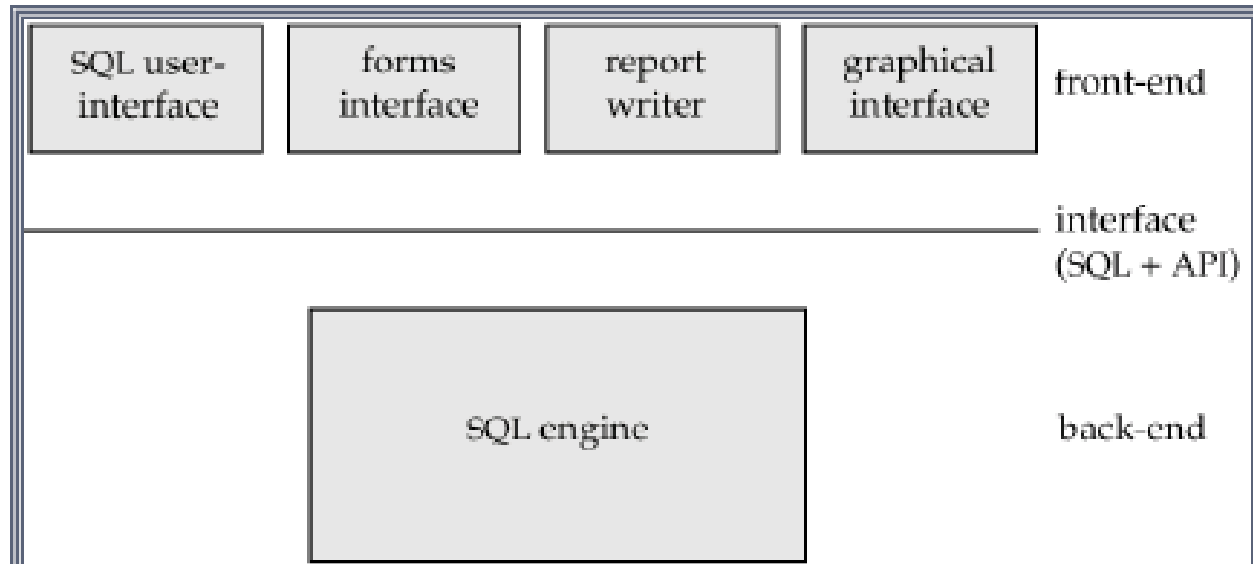 SQL user-
interface
forms
interface
report
writer
graphical
interface
front-end
interface
(SQL + API)
SQL engine
back-end